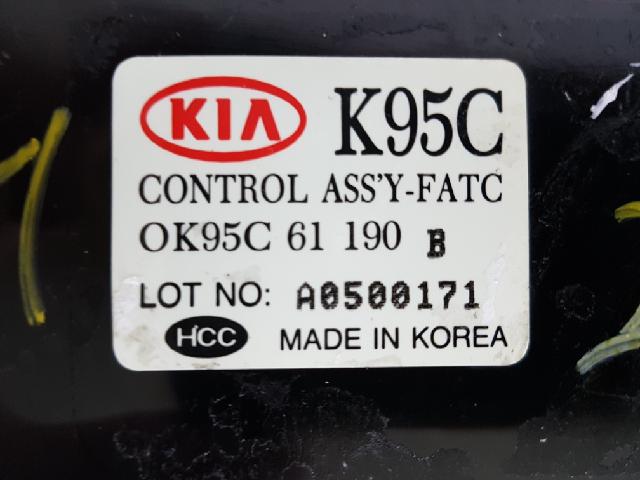 KIA K95C
CONTROL ASS'Y-FATC
OK95C 61 190 B
LOT NO: A0500171
HCC MADE IN KOREA